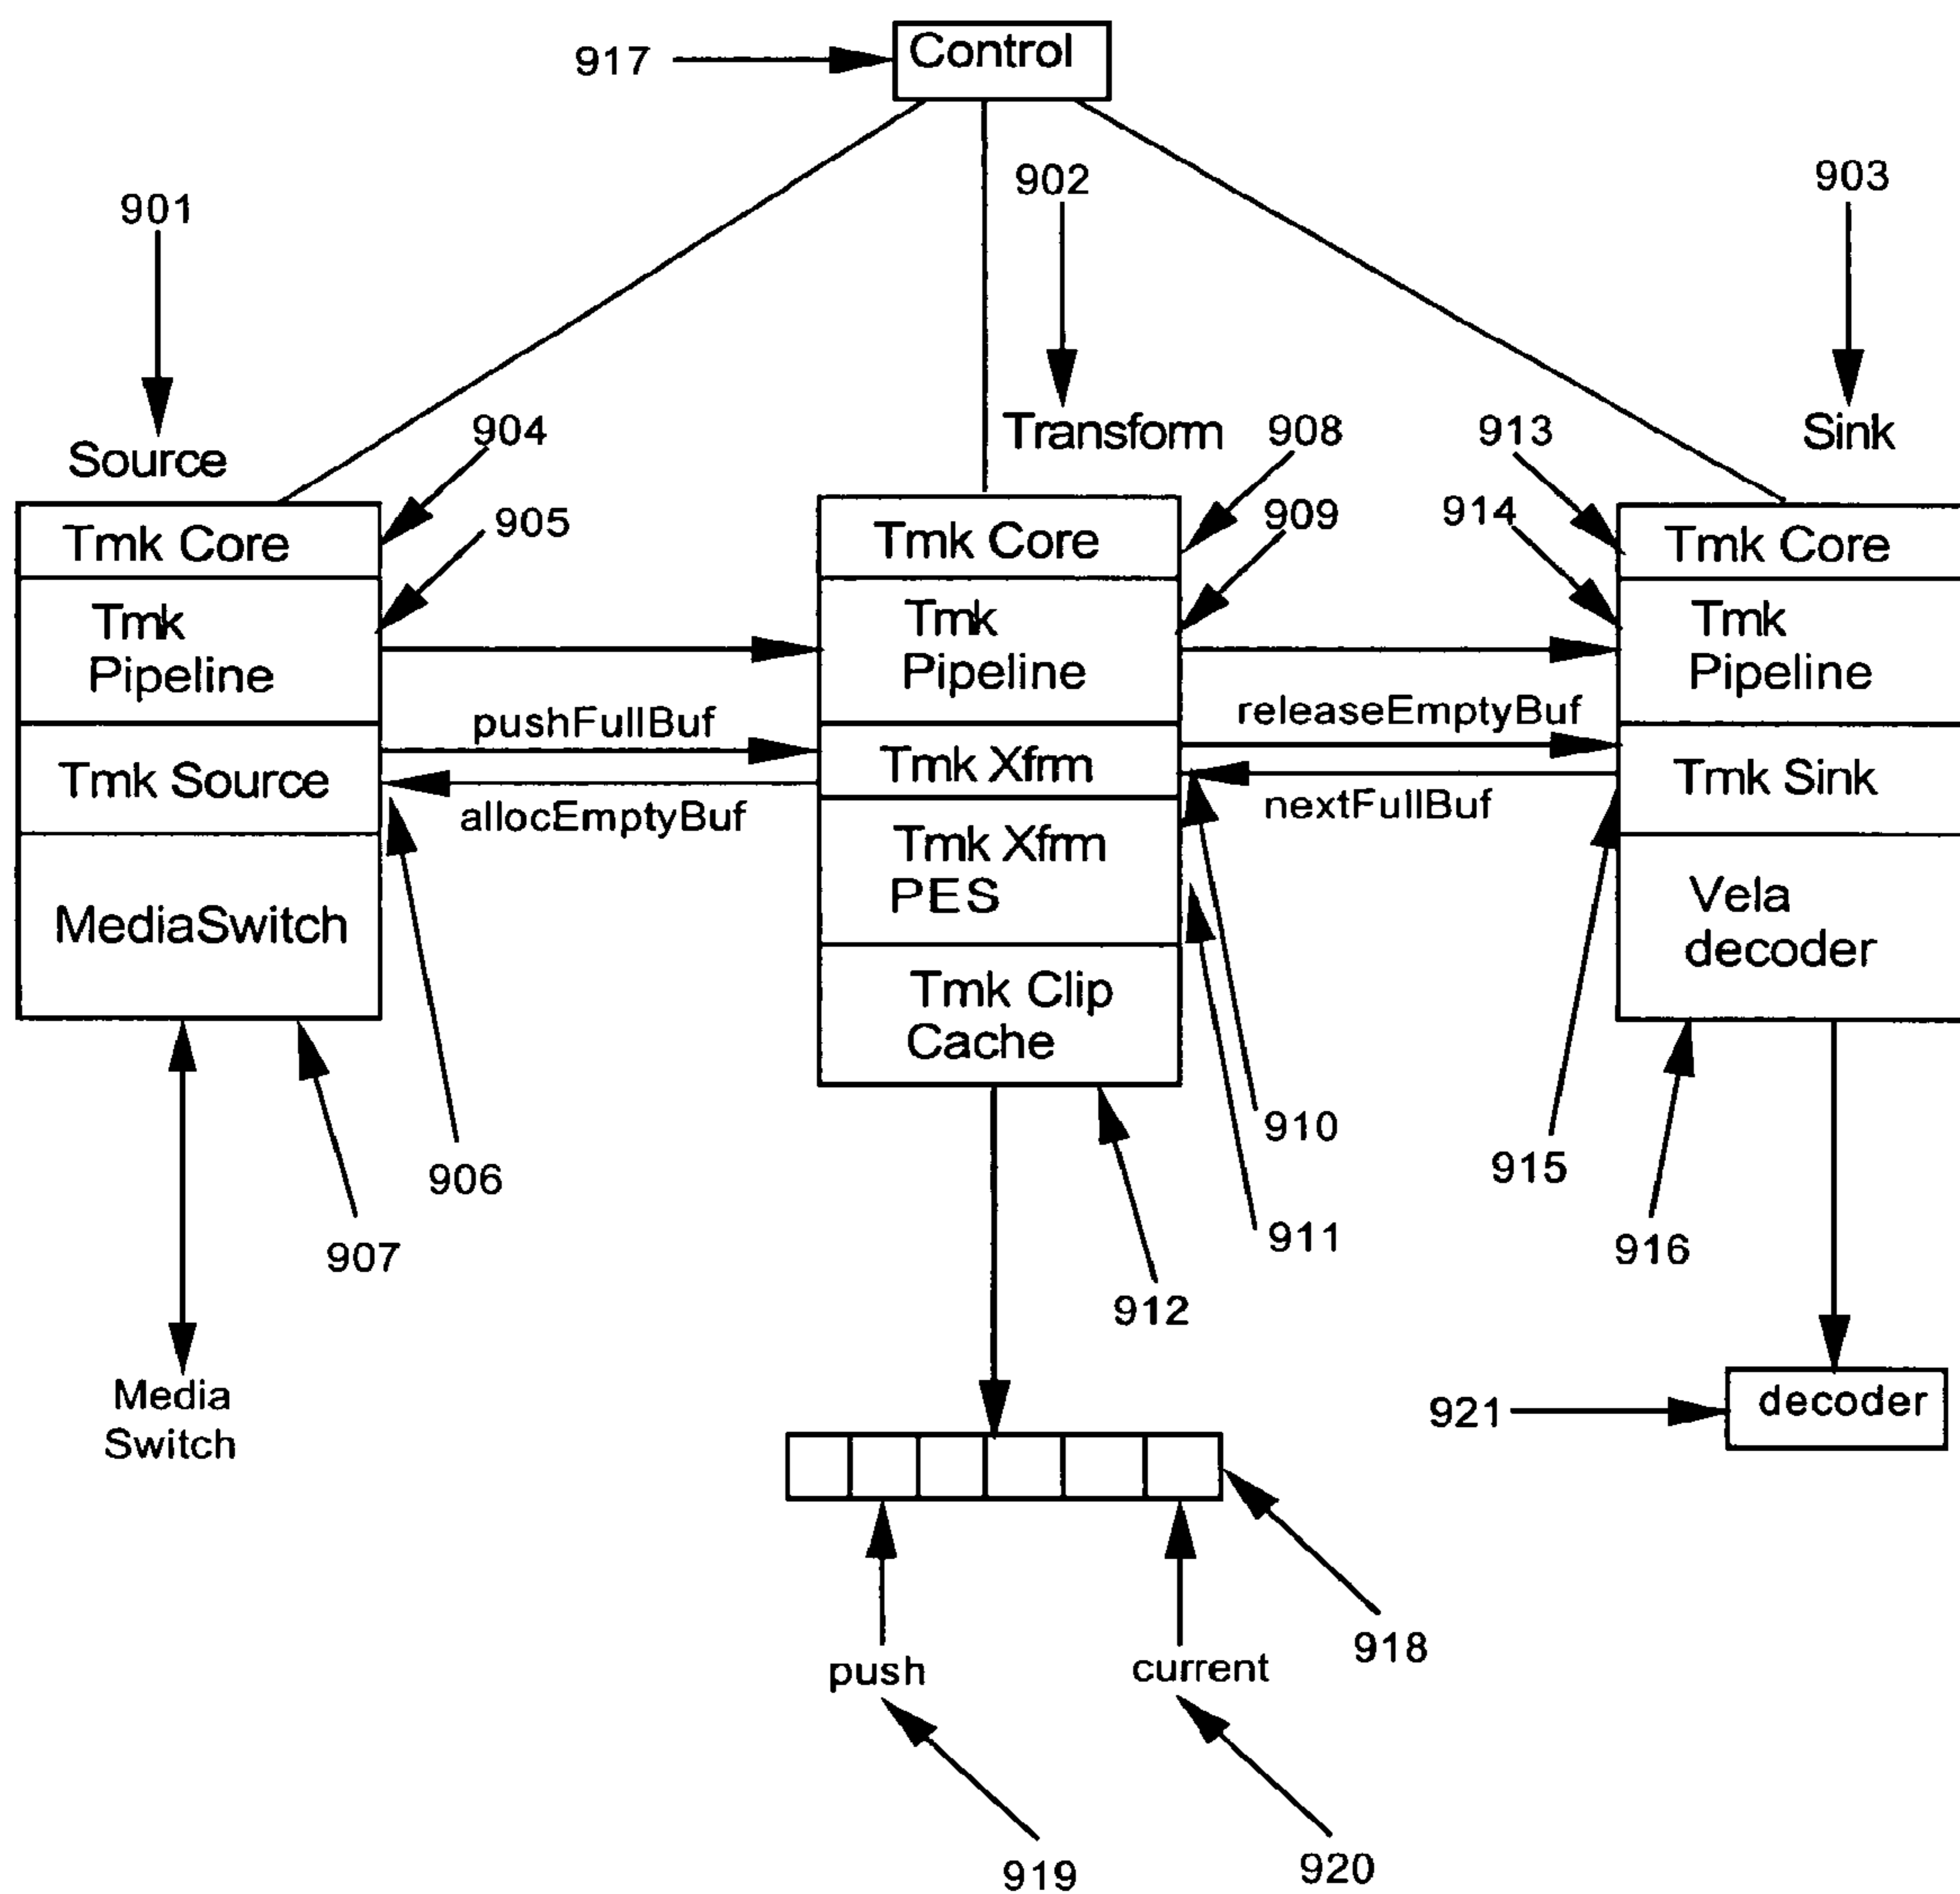 Control
917
902
903
901
904
Transform
908
913
Sink
Source
905
909
914
Tmk Core
Tmk Core
Tmk Core
Tmk
Pipeline
Tmk
Pipeline
Tmk
Pipeline
pushFullBuf
releaseEmptyBuf
Tmk Source
Tmk Xfrm
Tmk Sink
allocEmptyBuf
nextFullBuf
MediaSwitch
Tmk Xfrm
PES
Vela
decoder
Tmk Clip
Cache
910
906
915
907
911
916
912
Media
Switch
921
decoder
918
push
current
919
920